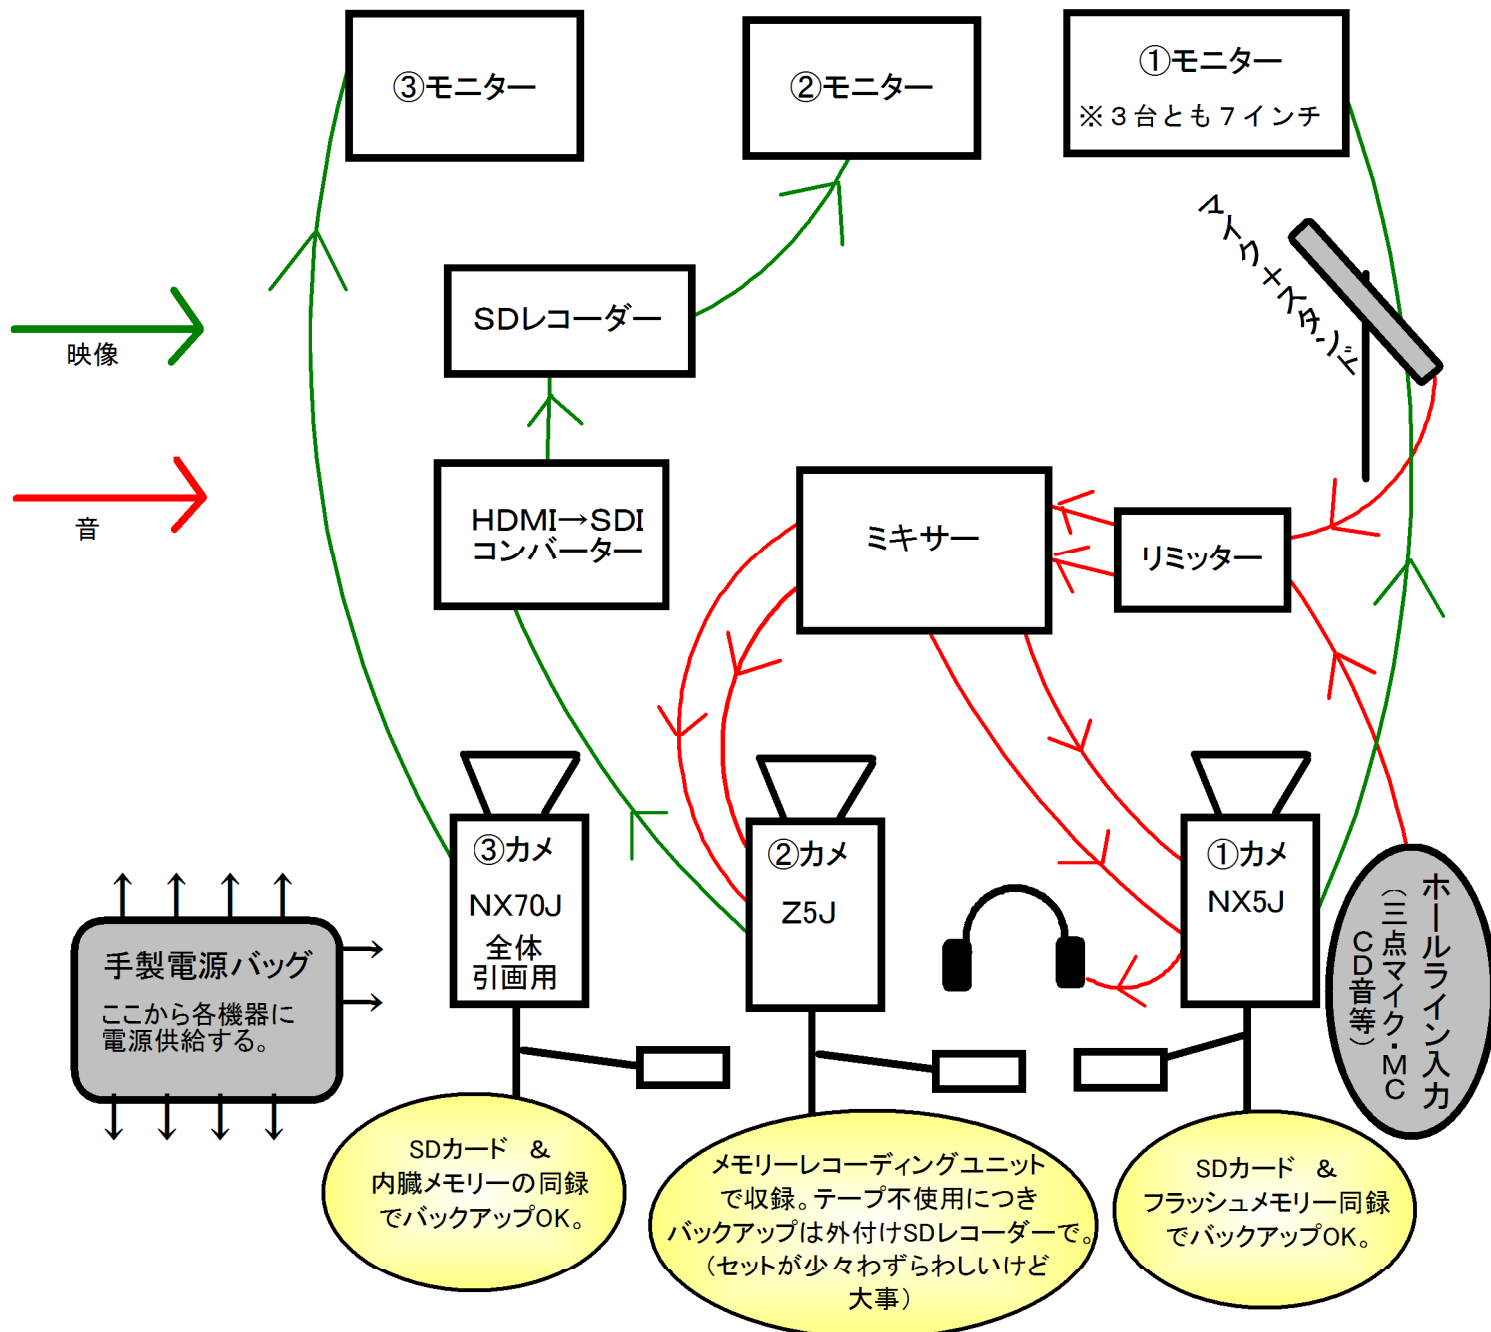 ③モニター
②モニター
①モニター
※３台とも７インチ
マイク＋スタンド
SDレコーダー
映像
HDMI→SDI
コンバーター
ミキサー
リミッター
音
③カメ
NX70J
全体
引画用
②カメ
Z5J
①カメ
NX5J
ホールライン入力
（三点マイク・MC
CD音等）
手製電源バッグ
ここから各機器に
電源供給する。
SDカード　&
内臓メモリーの同録
でバックアップOK。
メモリーレコーディングユニット
で収録。テープ不使用につき
バックアップは外付けSDレコーダーで。
（セットが少々わずらわしいけど
大事）
SDカード　&
フラッシュメモリー同録
でバックアップOK。